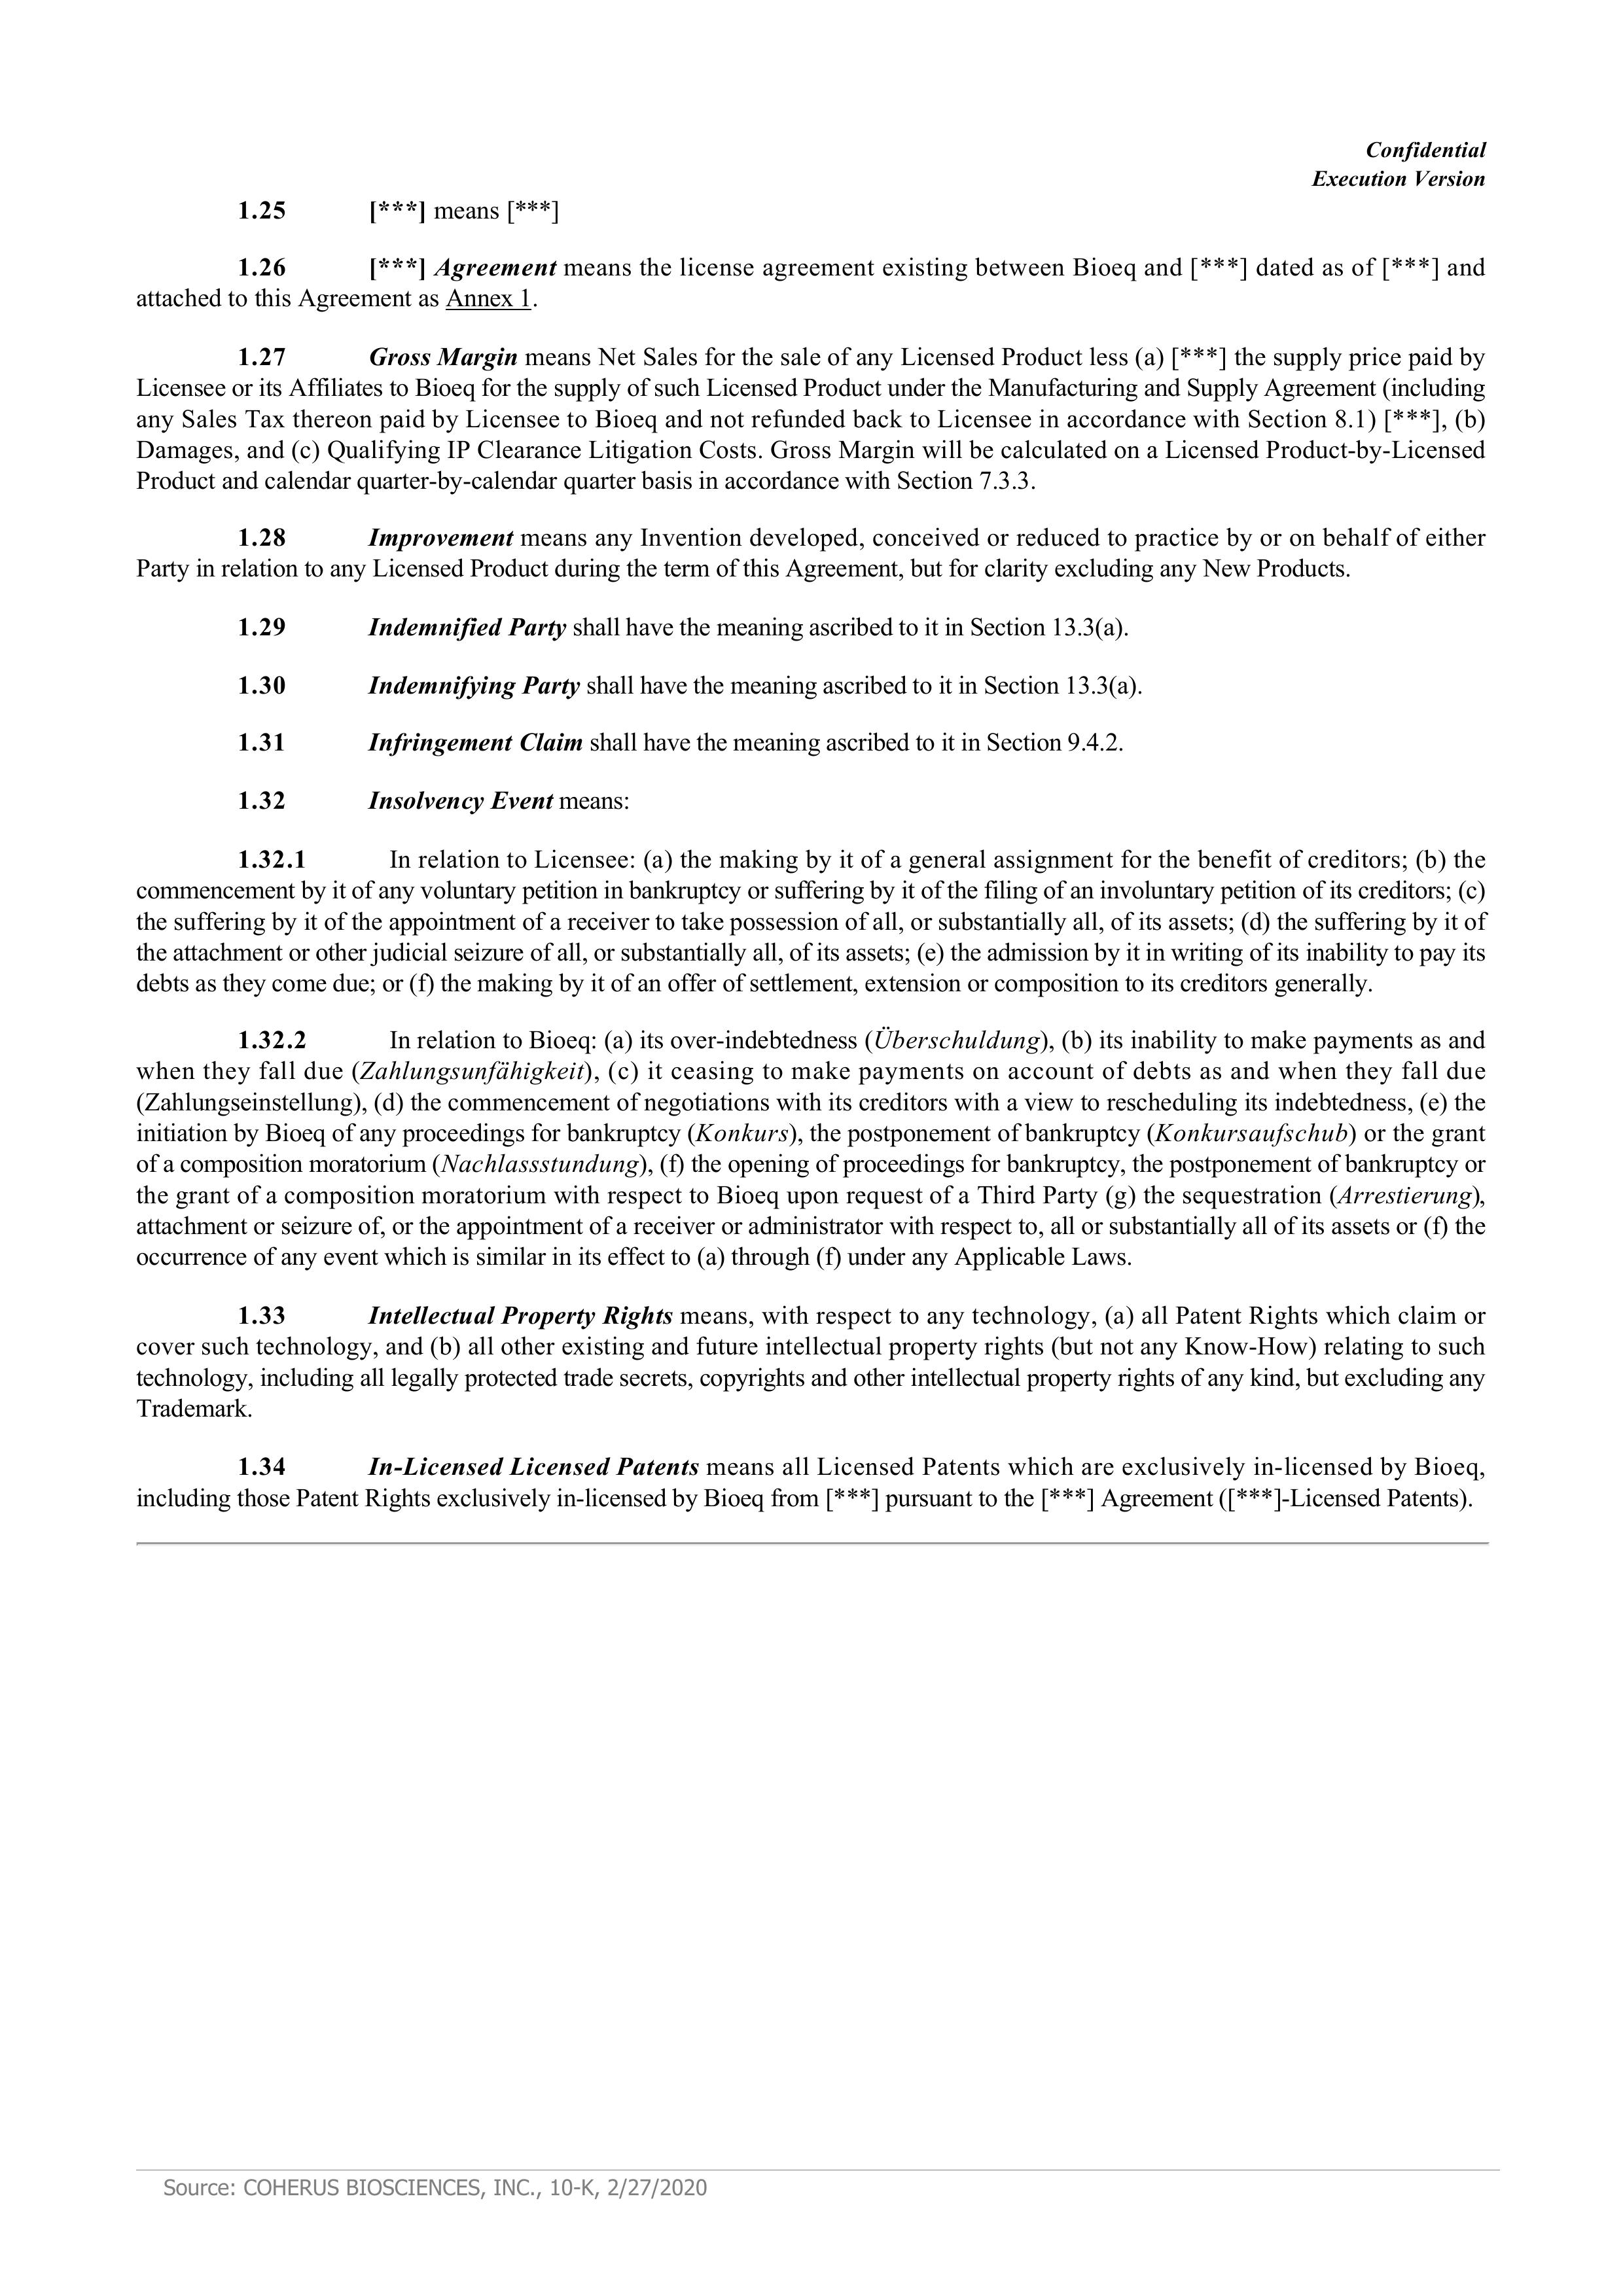 Confidential
Execution Version
1.25 [***] means [***]
1.26 [***] Agreement means the license agreement existing between Bioeq and [***] dated as of [***] and
attached to this Agreement as Annex 1.
1.27 Gross Margin means Net Sales for the sale of any Licensed Product less (a) [***] the supply price paid by
Licensee or its Affiliates to Bioeq for the supply of such Licensed Product under the Manufacturing and Supply Agreement (including
any Sales Tax thereon paid by Licensee to Bioeq and not refunded back to Licensee in accordance with Section 8.1) [***], (b)
Damages, and (c) Qualifying IP Clearance Litigation Costs. Gross Margin will be calculated on a Licensed Product-by-Licensed
Product and calendar quarter-by-calendar quarter basis in accordance with Section 7.3.3.
1.28 Improvement means any Invention developed, conceived or reduced to practice by or on behalf of either
Party in relation to any Licensed Product during the term of this Agreement, but for clarity excluding any New Products.
1.29 Indemnified Party shall have the meaning ascribed to it in Section 13.3(a).
1.30 Indemnifying Party shall have the meaning ascribed to it in Section 13.3(a).
1.31 Infringement Claim shall have the meaning ascribed to it in Section 9.4.2.
1.32 Insolvency Event means:
1.32.1 In relation to Licensee: (a) the making by it of a general assignment for the benefit of creditors; (b) the
commencement by it of any voluntary petition in bankruptcy or suffering by it of the filing of an involuntary petition of its creditors; (c)
the suffering by it of the appointment of a receiver to take possession of all, or substantially all, of its assets; (d) the suffering by it of
the attachment or other judicial seizure of all, or substantially all, of its assets; (e) the admission by it in writing of its inability to pay its
debts as they come due; or (f) the making by it of an offer of settlement, extension or composition to its creditors generally.
1.32.2 In relation to Bioeq: (a) its over-indebtedness (Überschuldung), (b) its inability to make payments as and
when they fall due (Zahlungsunfähigkeit), (c) it ceasing to make payments on account of debts as and when they fall due
(Zahlungseinstellung), (d) the commencement of negotiations with its creditors with a view to rescheduling its indebtedness, (e) the
initiation by Bioeq of any proceedings for bankruptcy (Konkurs), the postponement of bankruptcy (Konkursaufschub) or the grant
of a composition moratorium (Nachlassstundung), (f) the opening of proceedings for bankruptcy, the postponement of bankruptcy or
the grant of a composition moratorium with respect to Bioeq upon request of a Third Party (g) the sequestration (Arrestierung),
attachment or seizure of, or the appointment of a receiver or administrator with respect to, all or substantially all of its assets or (f) the
occurrence of any event which is similar in its effect to (a) through (f) under any Applicable Laws.
1.33 Intellectual Property Rights means, with respect to any technology, (a) all Patent Rights which claim or
cover such technology, and (b) all other existing and future intellectual property rights (but not any Know-How) relating to such
technology, including all legally protected trade secrets, copyrights and other intellectual property rights of any kind, but excluding any
Trademark.
1.34 In-Licensed Licensed Patents means all Licensed Patents which are exclusively in-licensed by Bioeq,
including those Patent Rights exclusively in-licensed by Bioeq from [***] pursuant to the [***] Agreement ([***]-Licensed Patents).
Source: COHERUS BIOSCIENCES, INC., 10-K, 2/27/2020